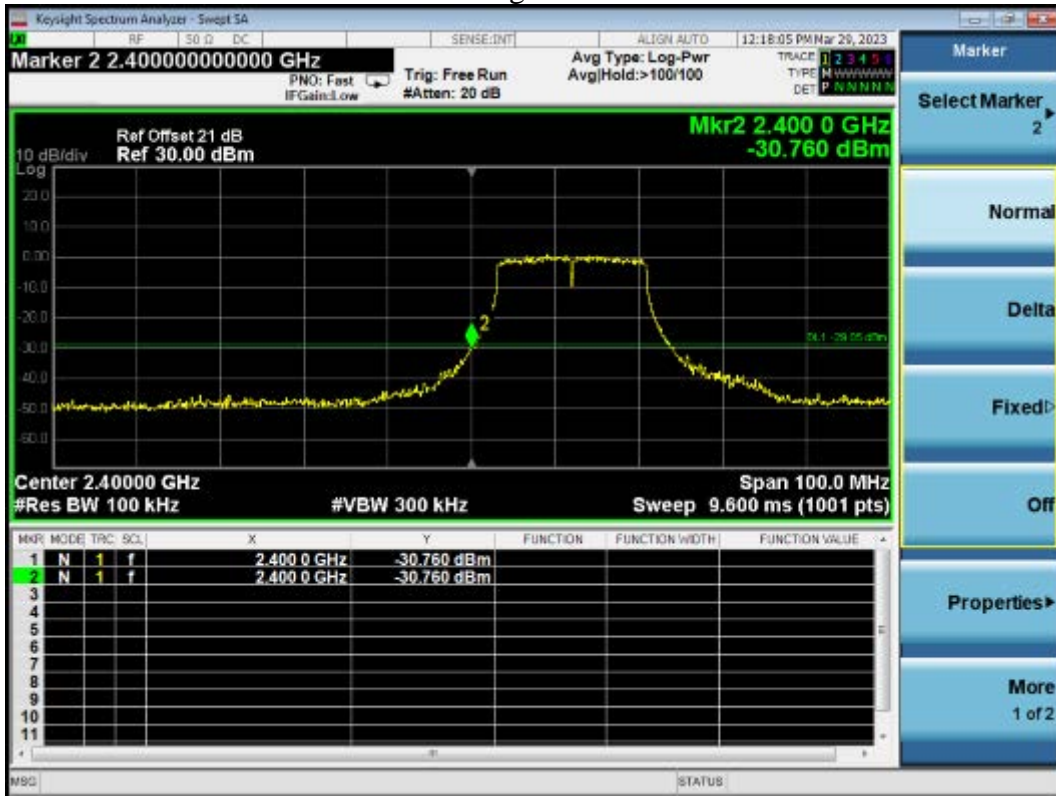 Keysight Spectrum Analyzer - Swept SA
RF 50 Ω DC SENSE:INT ALIGN AUTO 12:18:05 PM Mar 29, 2023
Marker 2 2.400000000000 GHz
PNO: Fast
IFGain:Low
Trig: Free Run
#Atten: 20 dB
Avg Type: Log-Pwr
Avg|Hold:>100/100
TRACE 1 2 3 4 5 6
TYPE M WWWWW
DET P N N N N N
Mkr2 2.400 0 GHz
-30.760 dBm
Ref Offset 21 dB
10 dB/div Ref 30.00 dBm
Log
20.0
10.0
0.00
-10.0
-20.0
-30.0
-40.0
-50.0
-60.0
2
DL1 -29.05 dBm
Center 2.40000 GHz Span 100.0 MHz
#Res BW 100 kHz #VBW 300 kHz Sweep 9.600 ms (1001 pts)
MKR MODE TRC SCL X Y FUNCTION FUNCTION WIDTH FUNCTION VALUE
1 N 1 f 2.400 0 GHz -30.760 dBm
2 N 1 f 2.400 0 GHz -30.760 dBm
3
4
5
6
7
8
9
10
11
MSG STATUS
Marker
Select Marker
2
Normal
Delta
Fixed
Off
Properties
More
1 of 2